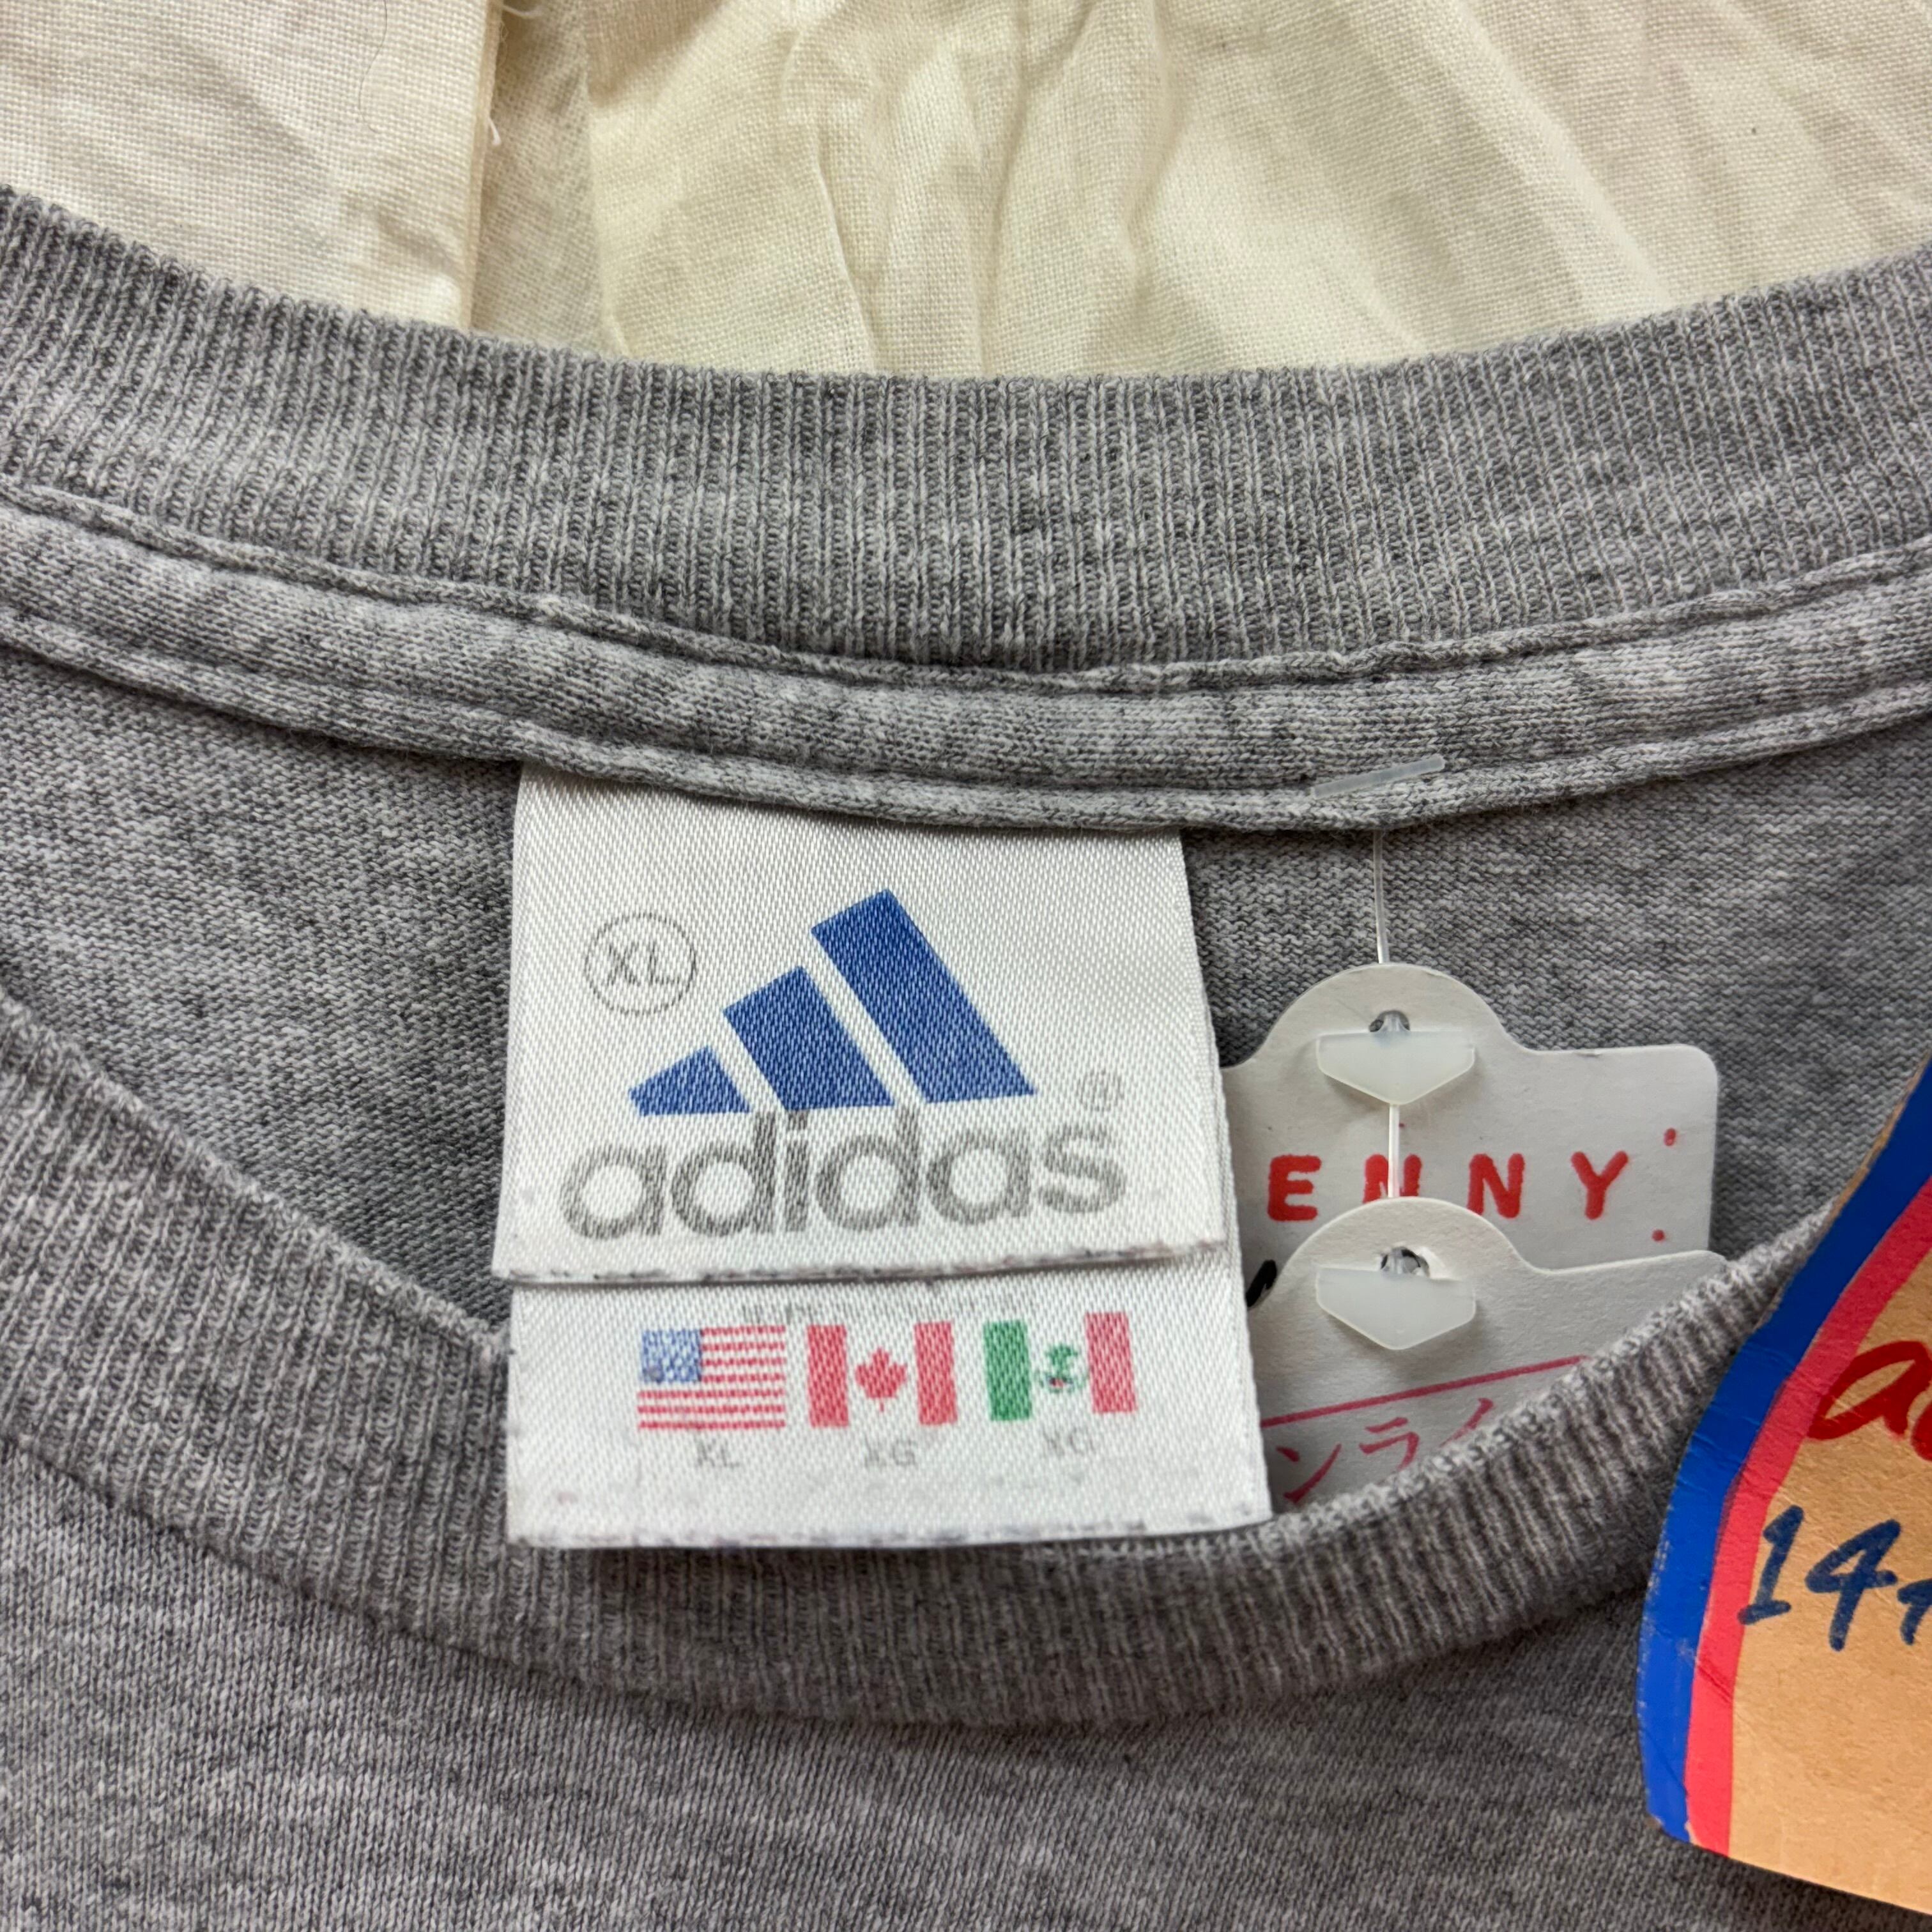 XL
®
adidas
XL XG XG
ENNY
ンライ
a
14